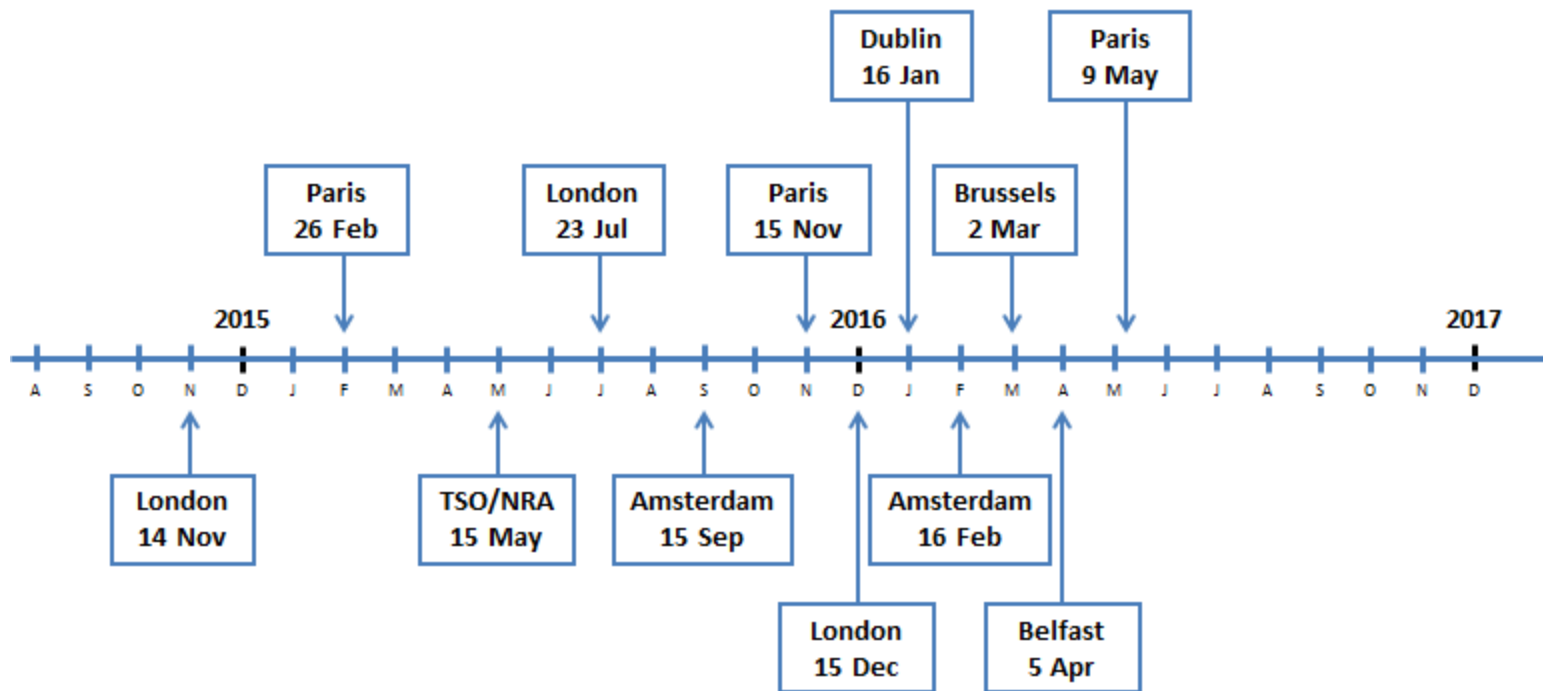 Dublin
16 Jan
Paris
9 May
Paris
26 Feb
London
23 Jul
Paris
15 Nov
Brussels
2 Mar
2015
2016
2017
A S O N D J F M A M J J A S O N D J F M A M J J A S O N D
London
14 Nov
TSO/NRA
15 May
Amsterdam
15 Sep
Amsterdam
16 Feb
London
15 Dec
Belfast
5 Apr